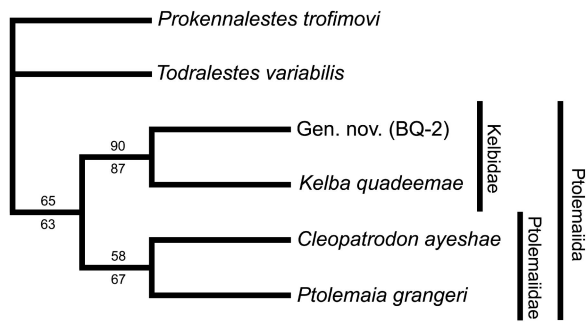 Prokennalestes trofimovi
Todralestes variabilis
Gen. nov. (BQ-2)
90
87
Kelba quadeemae
65
63
Cleopatrodon ayeshae
58
67
Ptolemaia grangeri
Kelbidae
Ptolemaiidae
Ptolemaiida